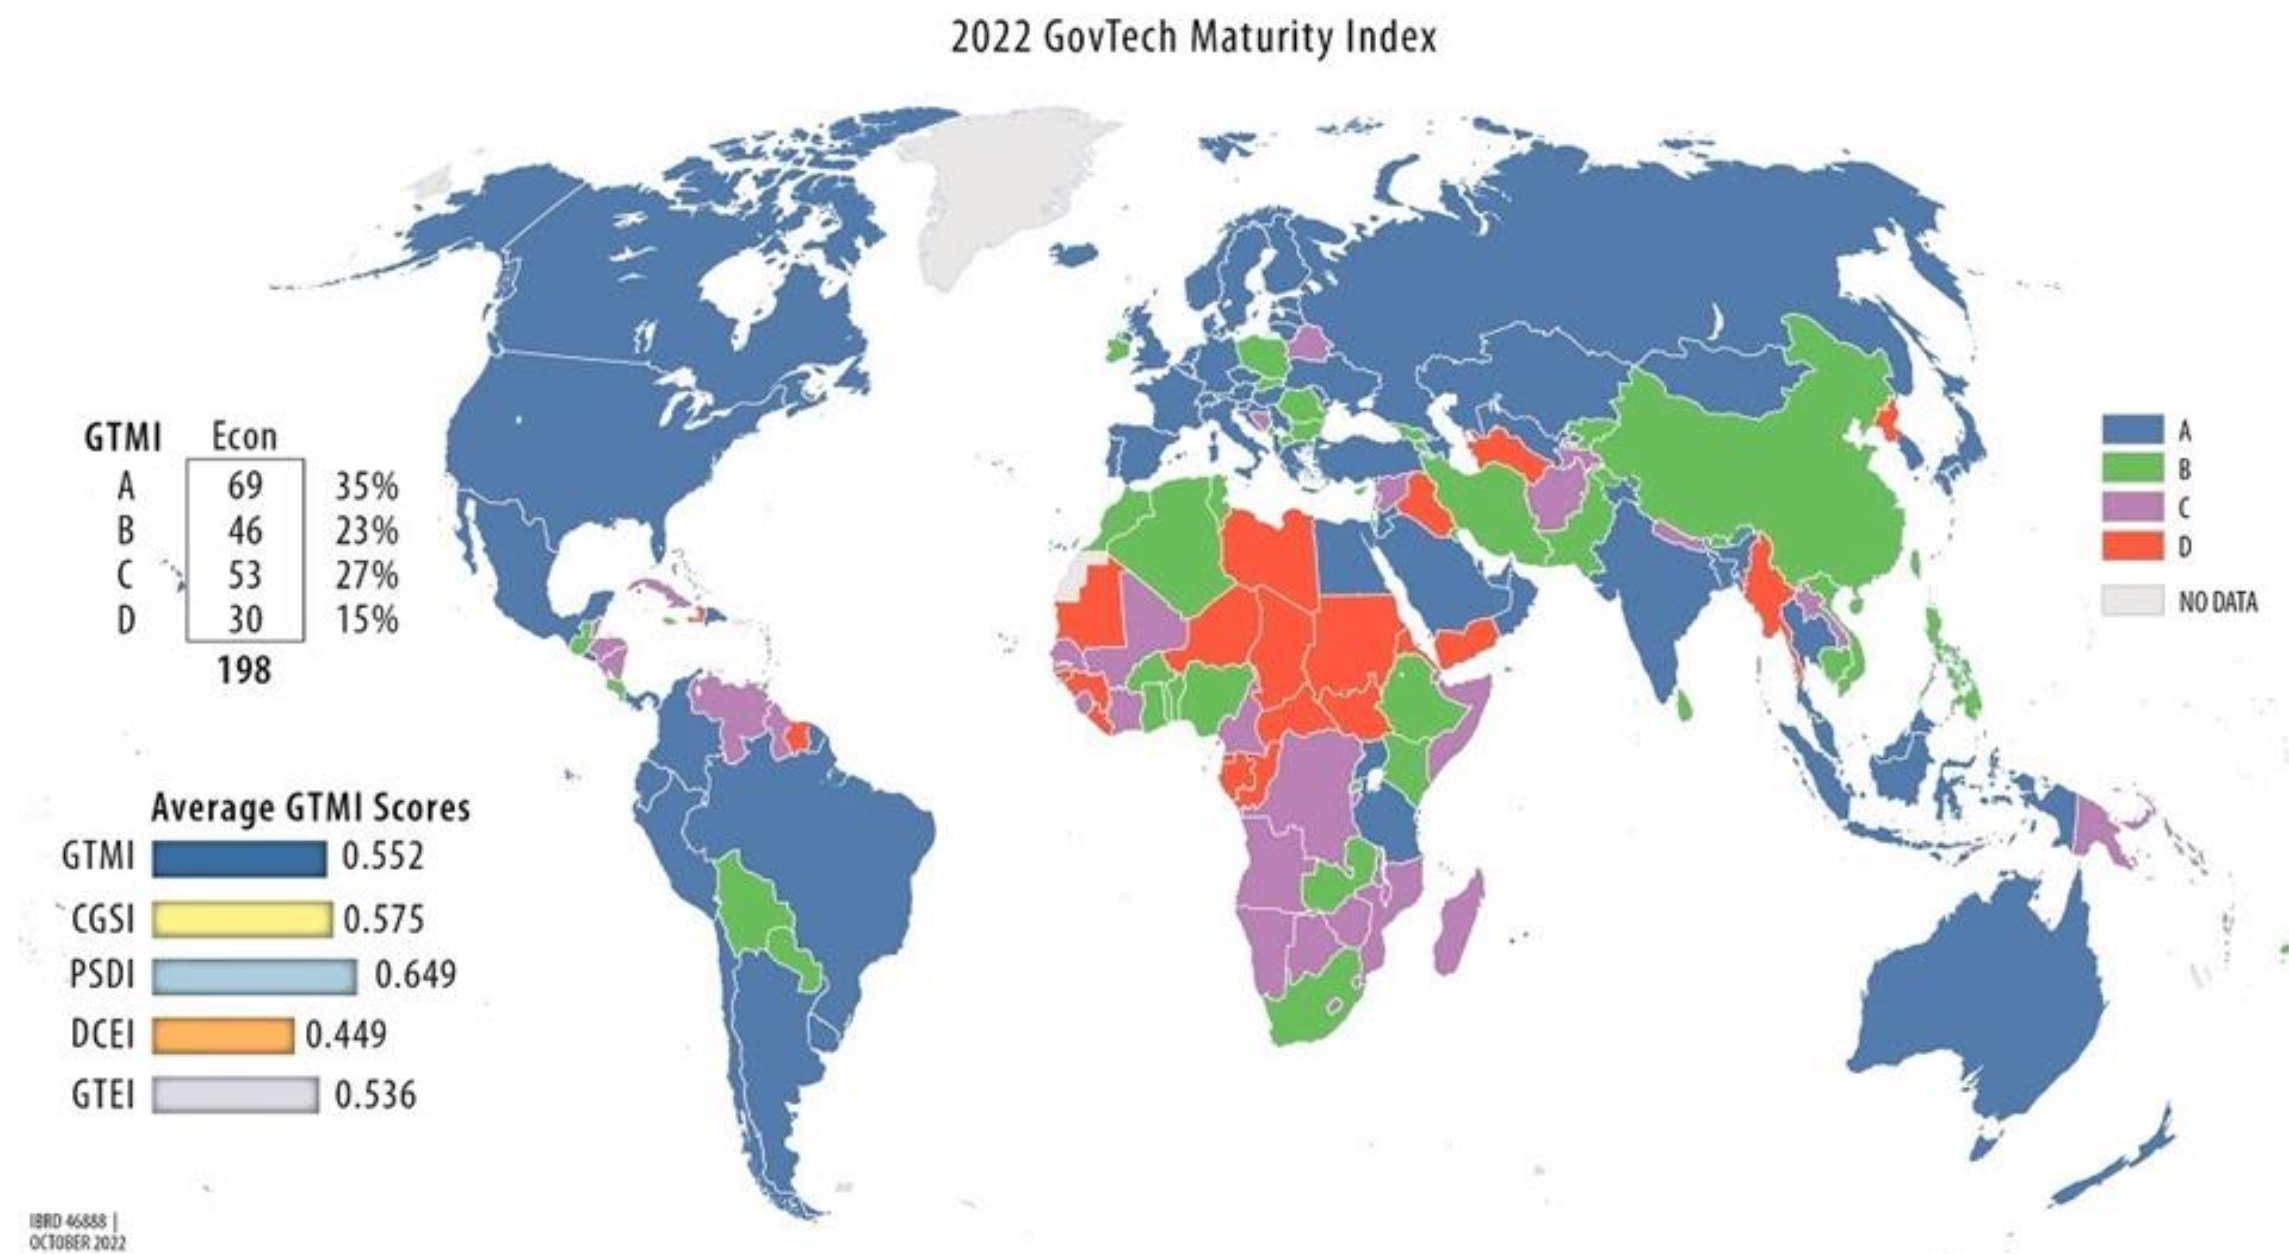 2022 GovTech Maturity Index
GTMI Econ
A 69 35%
B 46 23%
C 53 27%
D 30 15%
198
Average GTMI Scores
GTMI 0.552
CGSI 0.575
PSDI 0.649
DCEI 0.449
GTEI 0.536
IBRD 46888 |
OCTOBER 2022
A
B
C
D
NO DATA